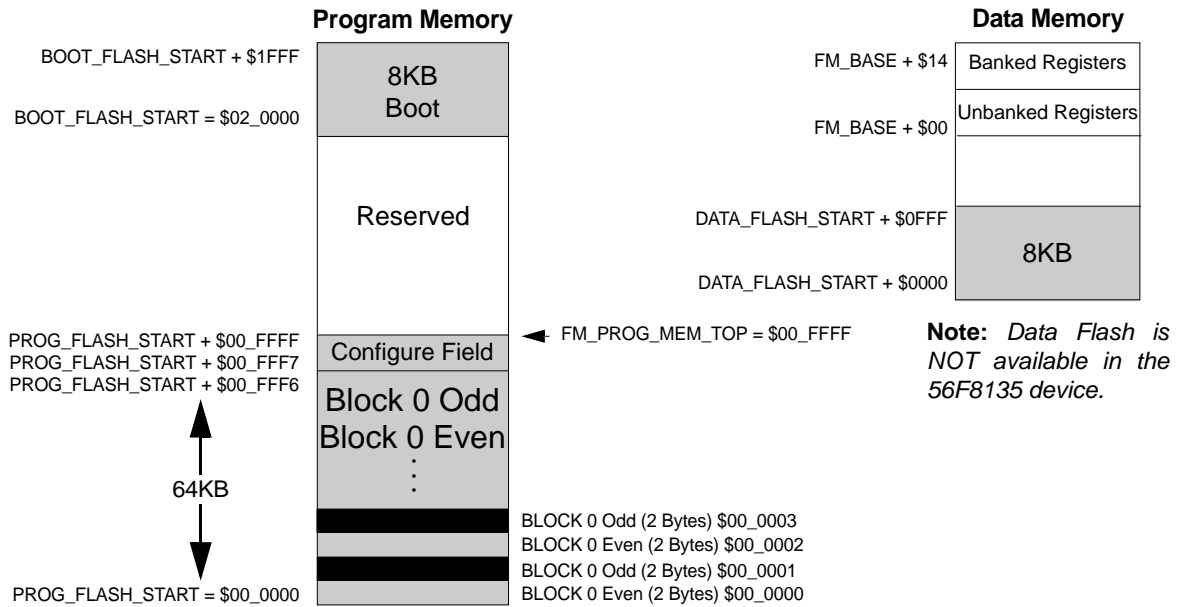 Program Memory
BOOT_FLASH_START + $1FFF
8KB
Boot
BOOT_FLASH_START = $02_0000
Reserved
PROG_FLASH_START + $00_FFFF
FM_PROG_MEM_TOP = $00_FFFF
Configure Field
PROG_FLASH_START + $00_FFF7
PROG_FLASH_START + $00_FFF6
Block 0 Odd
Block 0 Even
64KB
BLOCK 0 Odd (2 Bytes) $00_0003
BLOCK 0 Even (2 Bytes) $00_0002
BLOCK 0 Odd (2 Bytes) $00_0001
BLOCK 0 Even (2 Bytes) $00_0000
PROG_FLASH_START = $00_0000
Data Memory
FM_BASE + $14
Banked Registers
Unbanked Registers
FM_BASE + $00
DATA_FLASH_START + $0FFF
8KB
DATA_FLASH_START + $0000
Note: Data Flash is
NOT available in the
56F8135 device.